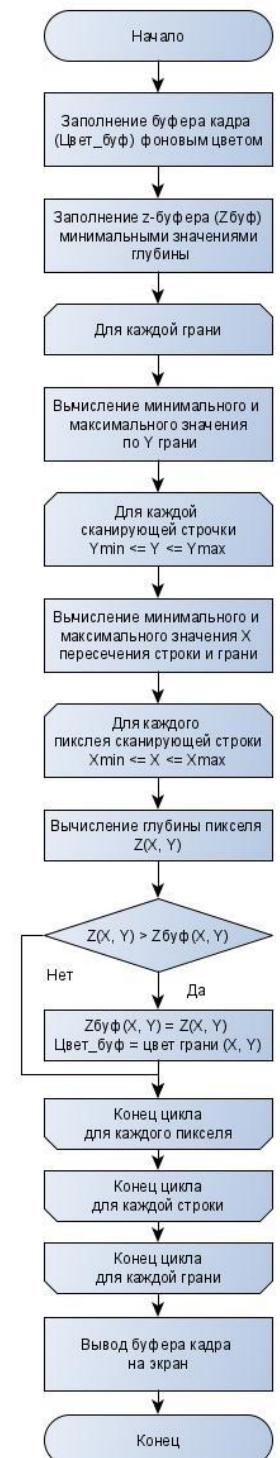 Начало
Заполнение буфера кадра
(Цвет_буф) фоновым цветом
Заполнение z-буфера (Zбуф)
минимальными значениями
глубины
Для каждой грани
Вычисление минимального и
максимального значения
по Y грани
Для каждой
сканирующей строчки
Ymin <= Y <= Ymax
Вычисление минимального и
максимального значения X
пересечения строки и грани
Для каждого
пикслея сканирующей строки
Xmin <= X <= Xmax
Вычисление глубины пикселя
Z(X, Y)
Z(X, Y) > Zбуф(X, Y)
Нет
Да
Zбуф(X, Y) = Z(X, Y)
Цвет_буф = цвет грани (X, Y)
Конец цикла
для каждого пикселя
Конец цикла
для каждой строки
Конец цикла
для каждой грани
Вывод буфера кадра
на экран
Конец